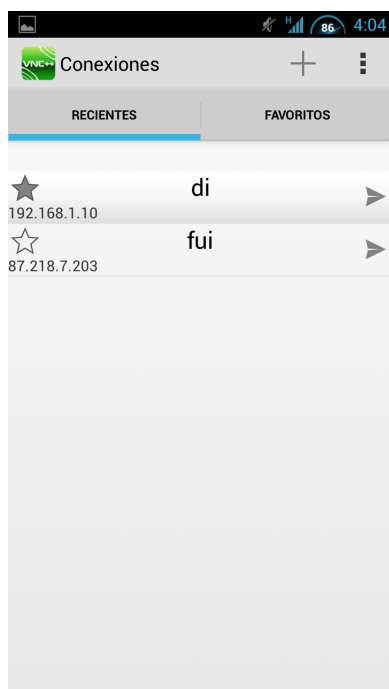 H 86 4:04
VNC++ Conexiones
RECIENTES FAVORITOS
di
192.168.1.10
fui
87.218.7.203